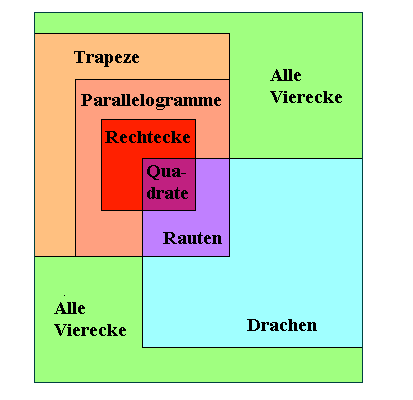 Trapeze
Alle
Vierecke
Parallelogramme
Rechtecke
Qua-
drate
Rauten
Alle
Vierecke
Drachen